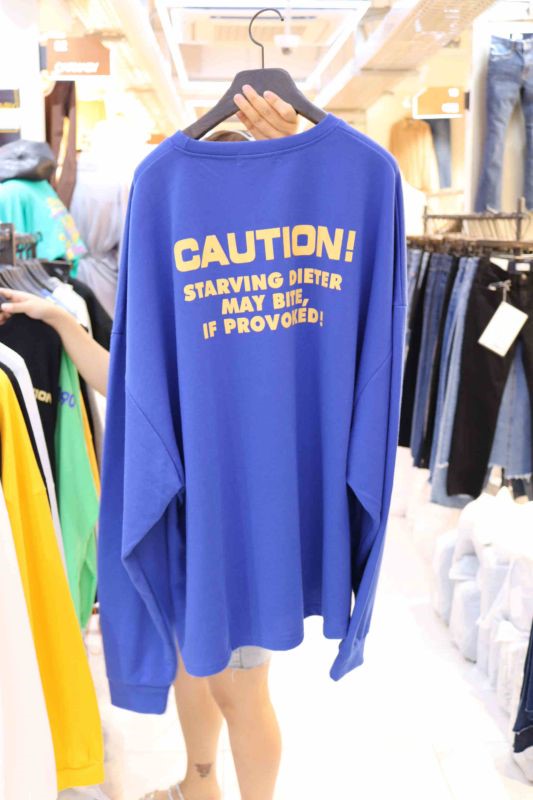 CAUTION!
STARVING DIETER
MAY BITE,
IF PROVOKED!